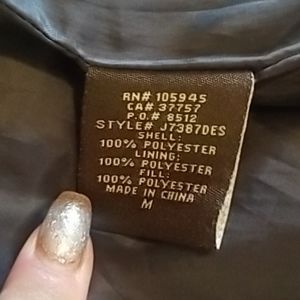 RN# 105945
CA# 37757
P.O.# 8512
STYLE# J7387DES
SHELL:
100% POLYESTER
LINING:
100% POLYESTER
FILL:
100% POLYESTER
MADE IN CHINA
M